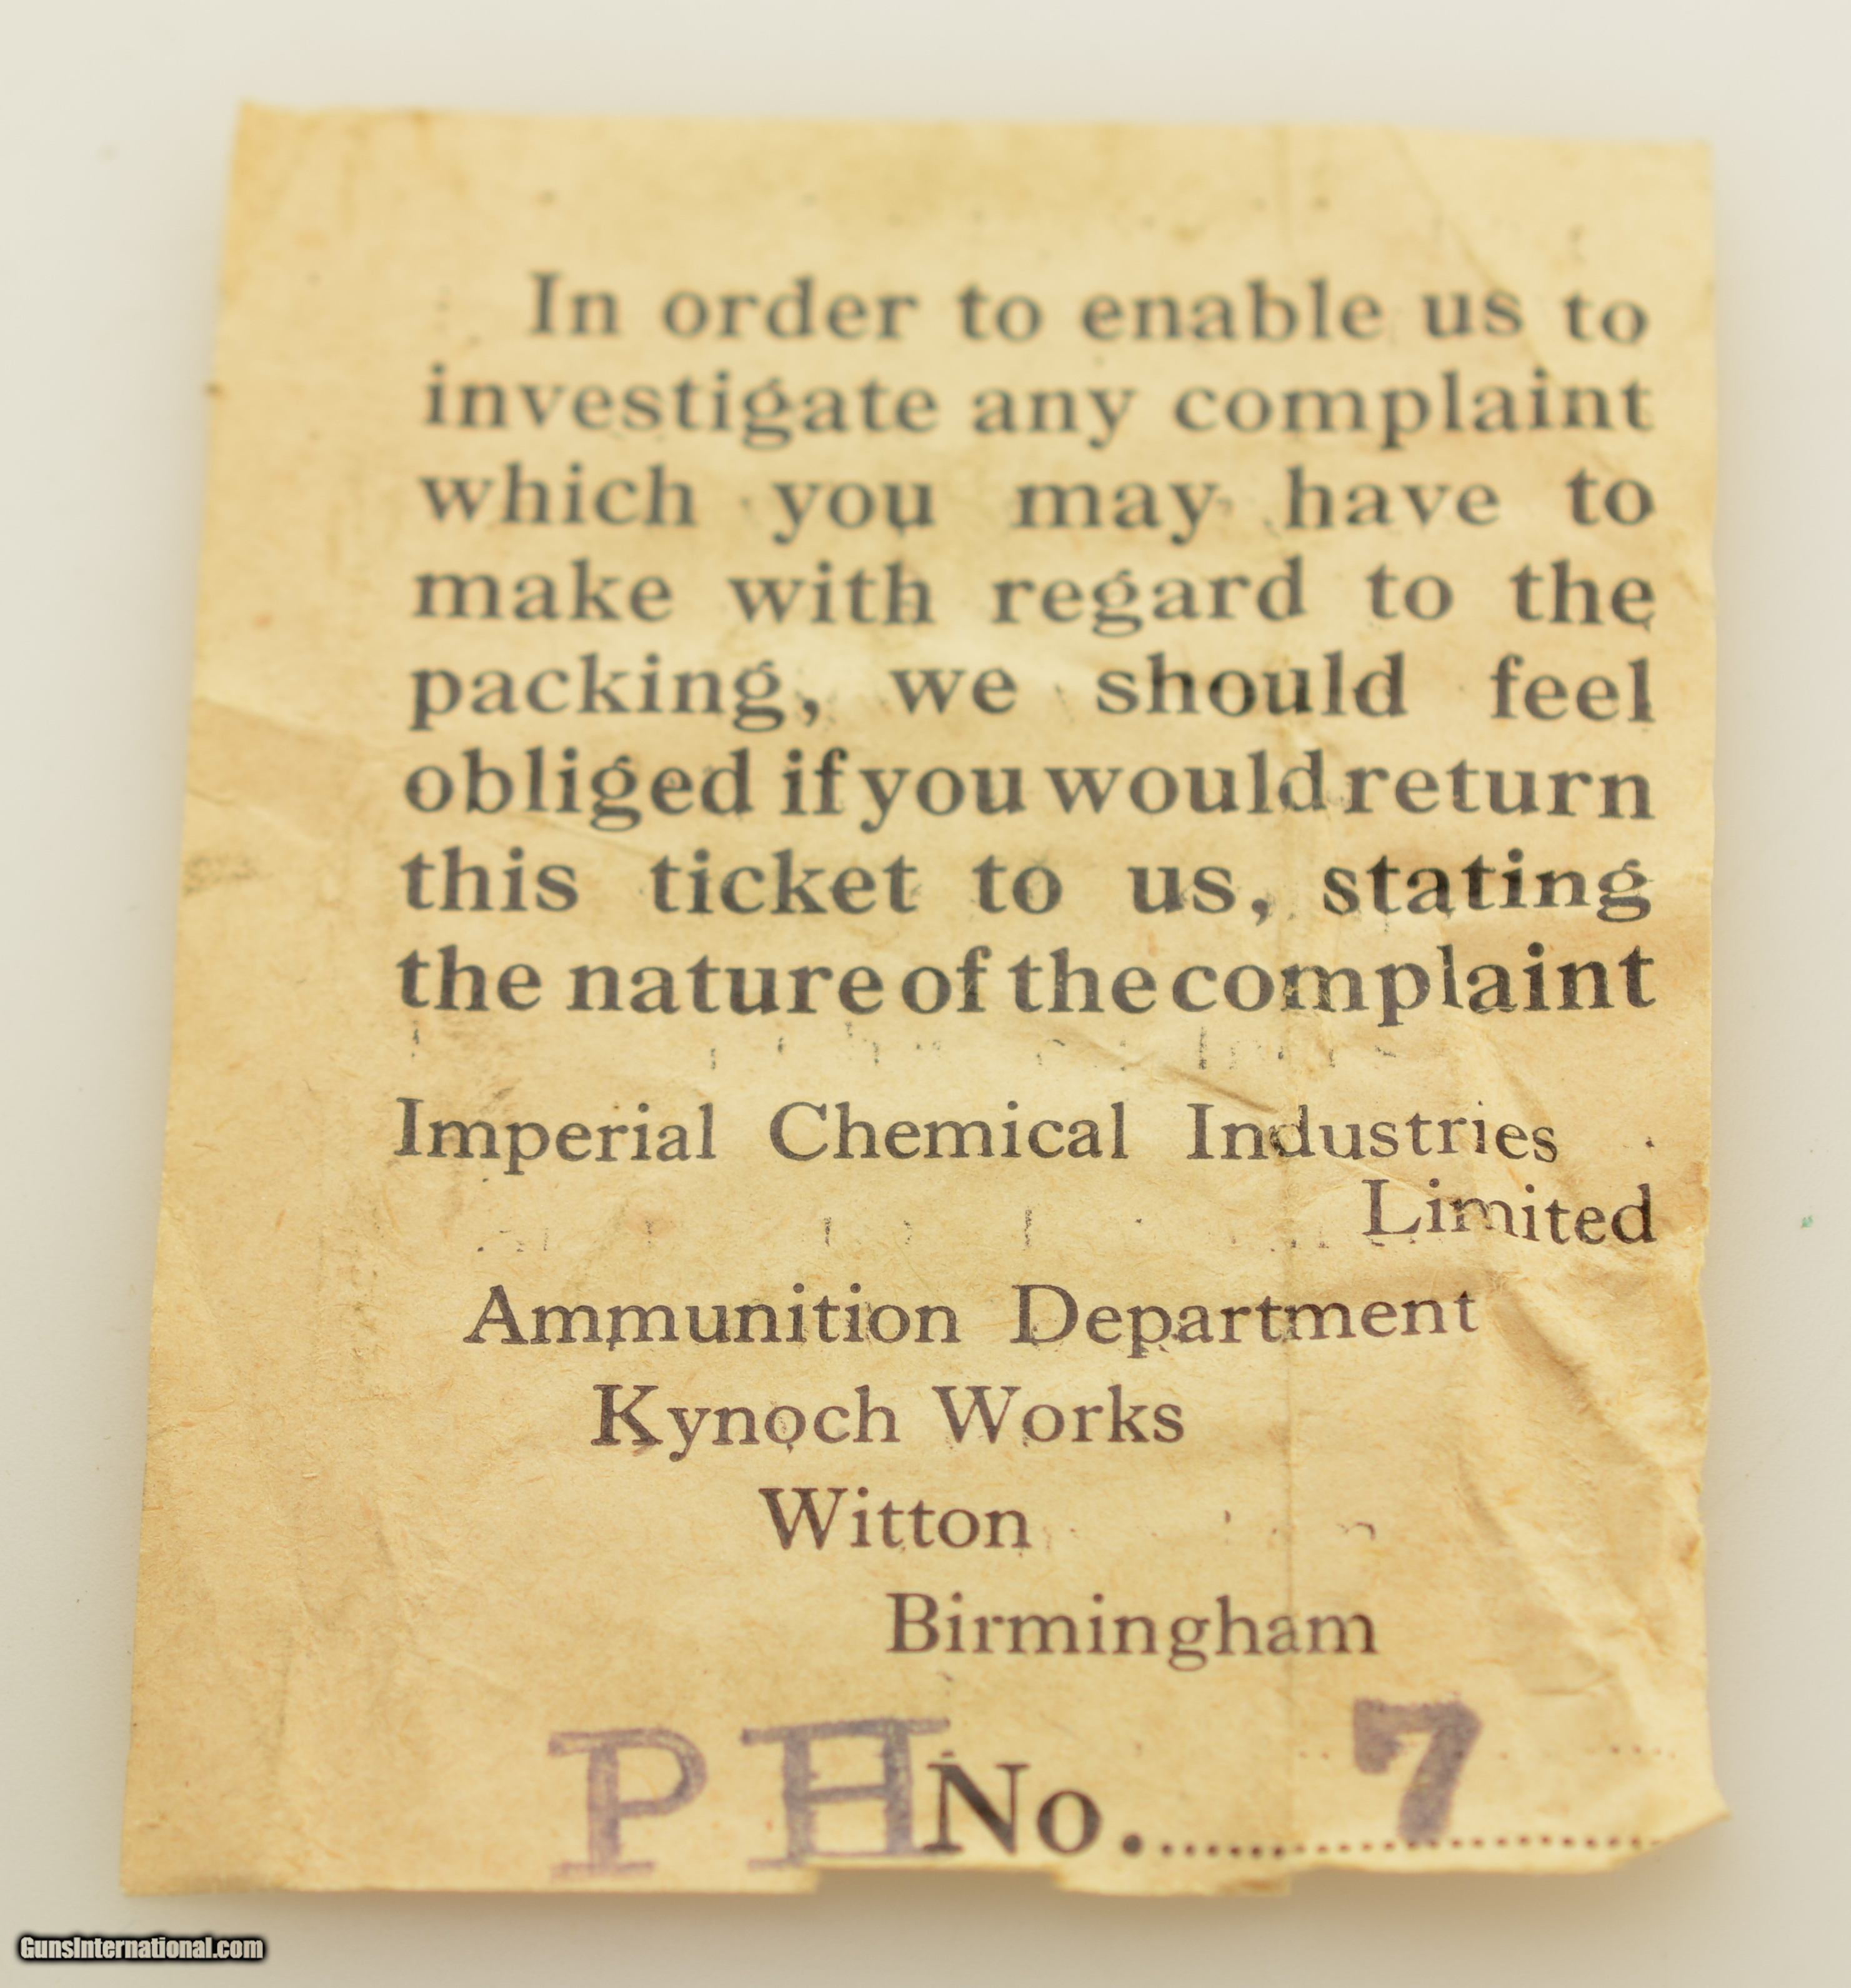 In order to enable us to
investigate any complaint
which you may have to
make with regard to the
packing, we should feel
obliged if you would return
this ticket to us, stating
the nature of the complaint
Imperial Chemical Industries
Limited
Ammunition Department
Kynoch Works
Witton
Birmingham
P H No. 7
GunsInternational.com